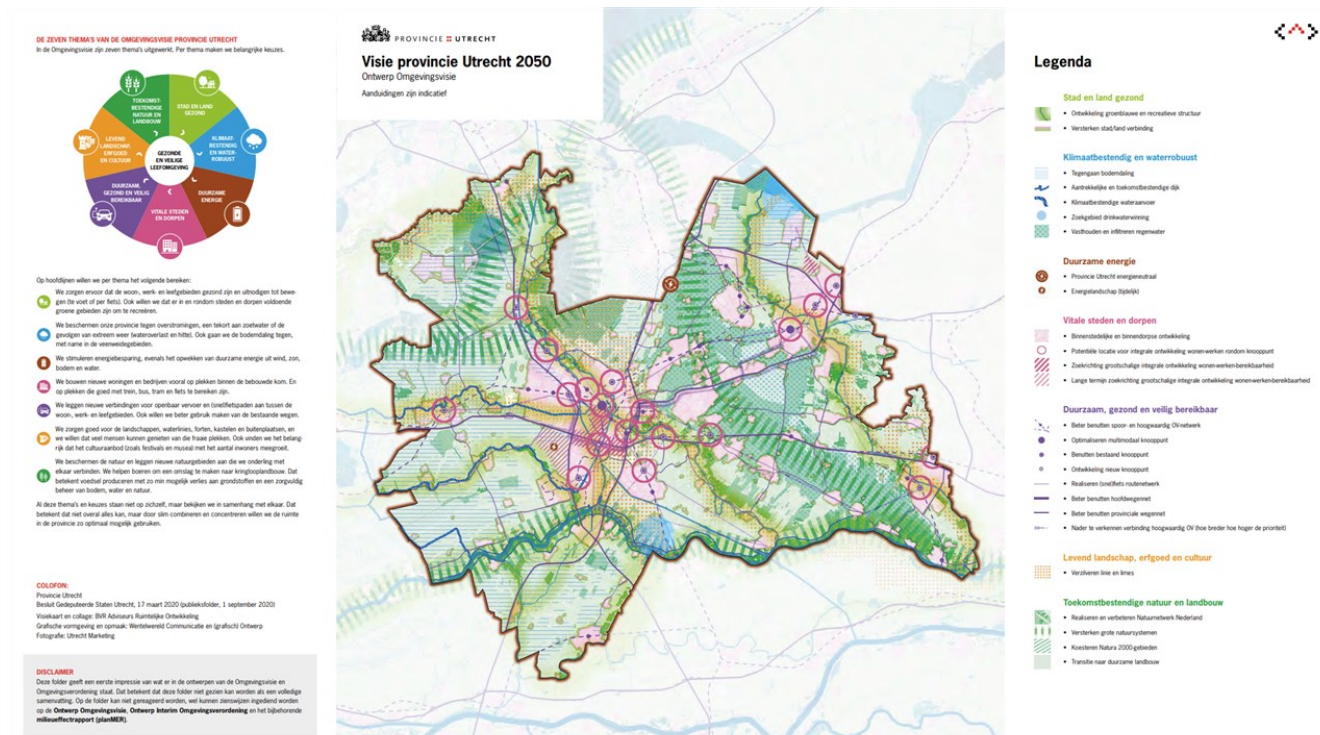 DE ZEVEN THEMA'S VAN DE OMGEVINGSVISIE PROVINCIE UTRECHT
In de Omgevingsvisie zijn zeven thema's uitgewerkt. Per thema maken we belangrijke keuzes.
TOEKOMST-
BESTENDIGE
NATUUR EN
LANDBOUW
STAD EN LAND
GEZOND
LEVEND
LANDSCHAP,
ERFGOED
EN CULTUUR
GEZONDE
EN VEILIGE
LEEFOMGEVING
KLIMAAT-
BESTENDIG
EN WATER-
ROBUUST
DUURZAAM,
GEZOND EN VEILIG
BEREIKBAAR
DUURZAME
ENERGIE
VITALE STEDEN
EN DORPEN
Op hoofdlijnen willen we per thema het volgende bereiken:
We zorgen ervoor dat de woon-, werk- en leefgebieden gezond zijn en uitnodigen tot bewe-
gen (te voet of per fiets). Ook willen we dat er in en rondom steden en dorpen voldoende
groene gebieden zijn om te recreëren.
We beschermen onze provincie tegen overstromingen, een tekort aan zoetwater of de
gevolgen van extreem weer (wateroverlast en hitte). Ook gaan we de bodemdaling tegen,
met name in de veenweidegebieden.
We stimuleren energiebesparing, evenals het opwekken van duurzame energie uit wind, zon,
bodem en water.
We bouwen nieuwe woningen en bedrijven vooral op plekken binnen de bebouwde kom. En
op plekken die goed met trein, bus, tram en fiets te bereiken zijn.
We leggen nieuwe verbindingen voor openbaar vervoer en (snel)fietspaden aan tussen de
woon-, werk- en leefgebieden. Ook willen we beter gebruik maken van de bestaande wegen.
We zorgen goed voor de landschappen, waterlinies, forten, kastelen en buitenplaatsen, en
we willen dat veel mensen kunnen genieten van die fraaie plekken. Ook vinden we het belang-
rijk dat het cultuuraanbod (zoals festivals en musea) met het aantal inwoners meegroeit.
We beschermen de natuur en leggen nieuwe natuurgebieden aan die we onderling met
elkaar verbinden. We helpen boeren om een omslag te maken naar kringlooplandbouw. Dat
betekent voedsel produceren met zo min mogelijk verlies aan grondstoffen en een zorgvuldig
beheer van bodem, water en natuur.
Al deze thema's en keuzes staan niet op zichzelf, maar bekijken we in samenhang met elkaar. Dat
betekent dat niet overal alles kan, maar door slim combineren en concentreren willen we de ruimte
in de provincie zo optimaal mogelijk gebruiken.
COLOFON:
Provincie Utrecht
Besluit Gedeputeerde Staten Utrecht, 17 maart 2020 (publieksfolder, 1 september 2020)
Visiekaart en collage: BVR Adviseurs Ruimtelijke Ontwikkeling
Grafische vormgeving en opmaak: Wentelwereld Communicatie en (grafisch) Ontwerp
Fotografie: Utrecht Marketing
DISCLAIMER
Deze folder geeft een eerste impressie van wat er in de ontwerpen van de Omgevingsvisie en
Omgevingsverordening staat. Dat betekent dat deze folder niet gezien kan worden als een volledige
samenvatting. Op de folder kan niet gereageerd worden, wel kunnen zienswijzen ingediend worden
op de Ontwerp Omgevingsvisie, Ontwerp Interim Omgevingsverordening en het bijbehorende
milieueffectrapport (planMER).
PROVINCIE UTRECHT
Visie provincie Utrecht 2050
Ontwerp Omgevingsvisie
Aanduidingen zijn indicatief
Legenda
Stad en land gezond
• Ontwikkeling groenblauwe en recreatieve structuur
• Versterken stad/land verbinding
Klimaatbestendig en waterrobuust
• Tegengaan bodemdaling
• Aantrekkelijke en toekomstbestendige dijk
• Klimaatbestendige wateraanvoer
• Zoekgebied drinkwaterwinning
• Vasthouden en infiltreren regenwater
Duurzame energie
• Provincie Utrecht energieneutraal
• Energielandschap (tijdelijk)
Vitale steden en dorpen
• Binnenstedelijke en binnendorpse ontwikkeling
• Potentiële locatie voor integrale ontwikkeling wonen-werken rondom knooppunt
• Zoekrichting grootschalige integrale ontwikkeling wonen-werken-bereikbaarheid
• Lange termijn zoekrichting grootschalige integrale ontwikkeling wonen-werken-bereikbaarheid
Duurzaam, gezond en veilig bereikbaar
• Beter benutten spoor- en hoogwaardig OV-netwerk
• Optimaliseren multimodaal knooppunt
• Benutten bestaand knooppunt
• Ontwikkeling nieuw knooppunt
• Realiseren (snel)fiets routenetwerk
• Beter benutten hoofdwegennet
• Beter benutten provinciale wegennet
• Nader te verkennen verbinding hoogwaardig OV (hoe breder hoe hoger de prioriteit)
Levend landschap, erfgoed en cultuur
• Verzilveren linie en limes
Toekomstbestendige natuur en landbouw
• Realiseren en verbeteren Natuurnetwerk Nederland
• Versterken grote natuursystemen
• Koesteren Natura 2000-gebieden
• Transitie naar duurzame landbouw